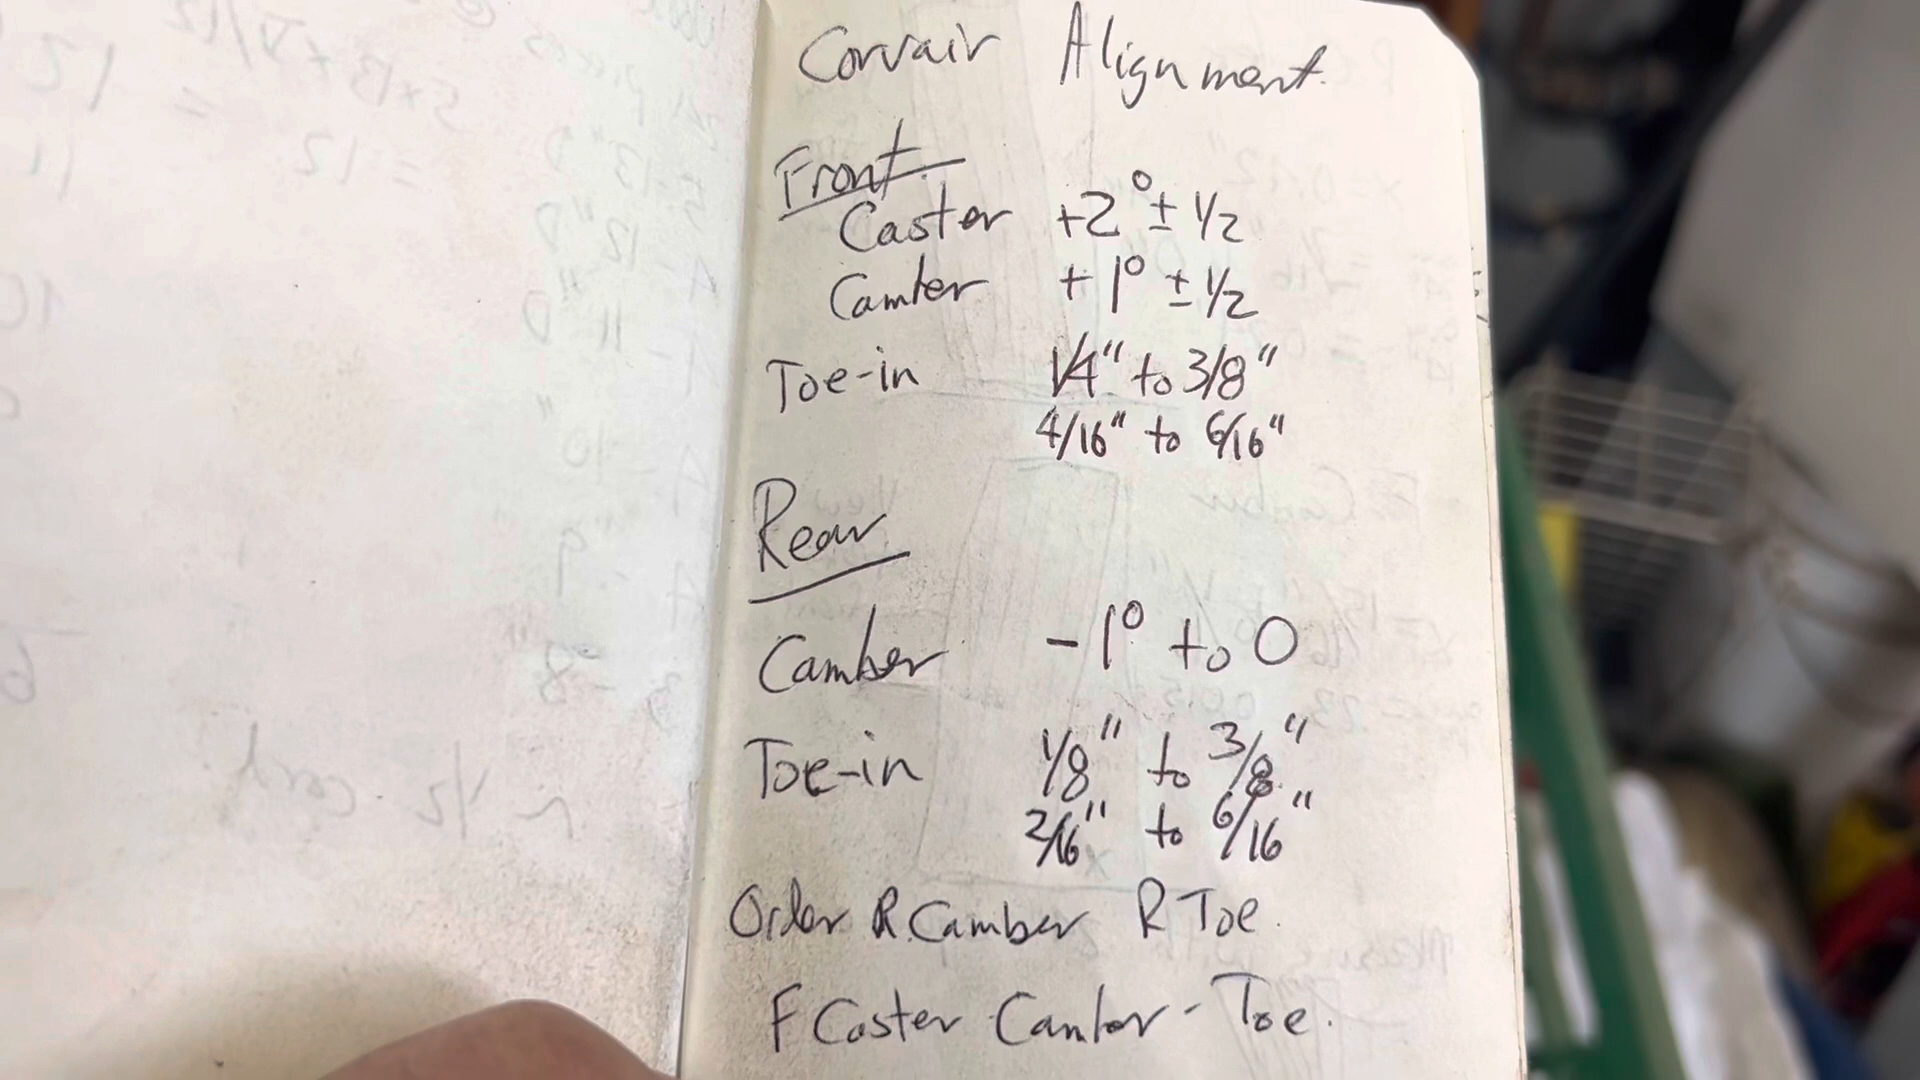 Corvair Alignment.
Front
Caster +2° ± 1/2
Camber +1° ± 1/2
Toe-in 1/4" to 3/8"
4/16" to 6/16"
Rear
Camber -1° to 0
Toe-in 1/8" to 3/8"
2/16" to 6/16"
Order R. Camber R Toe.
F Caster Camber - Toe.